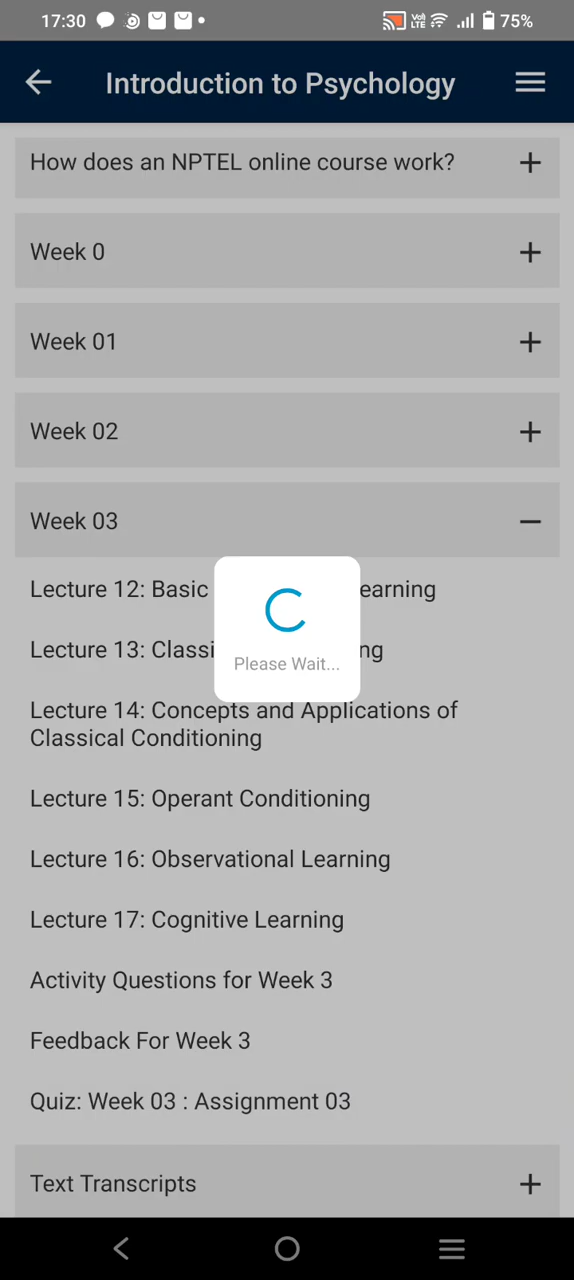 17:30
Vo)
LTE
75%
Introduction to Psychology
How does an NPTEL online course work?
Week 0
Week 01
Week 02
Week 03
Lecture 12: Basic earning
Lecture 13: Classi ng
Please Wait...
Lecture 14: Concepts and Applications of
Classical Conditioning
Lecture 15: Operant Conditioning
Lecture 16: Observational Learning
Lecture 17: Cognitive Learning
Activity Questions for Week 3
Feedback For Week 3
Quiz: Week 03 : Assignment 03
Text Transcripts